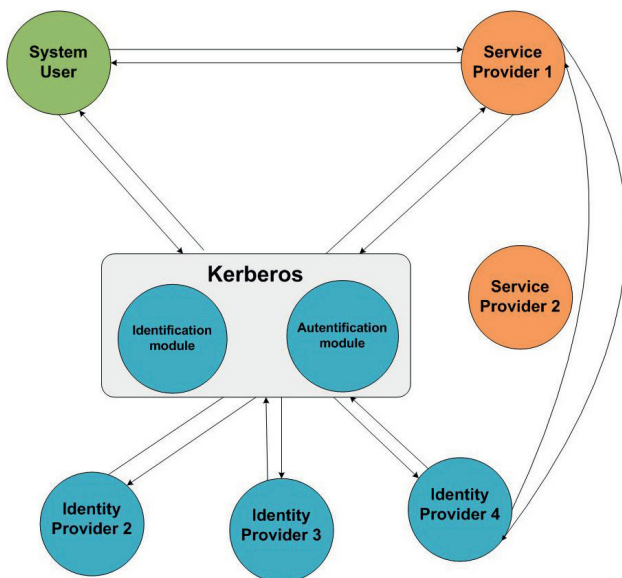 System
User
Service
Provider 1
Kerberos
Identification
module
Autentification
module
Service
Provider 2
Identity
Provider 2
Identity
Provider 3
Identity
Provider 4